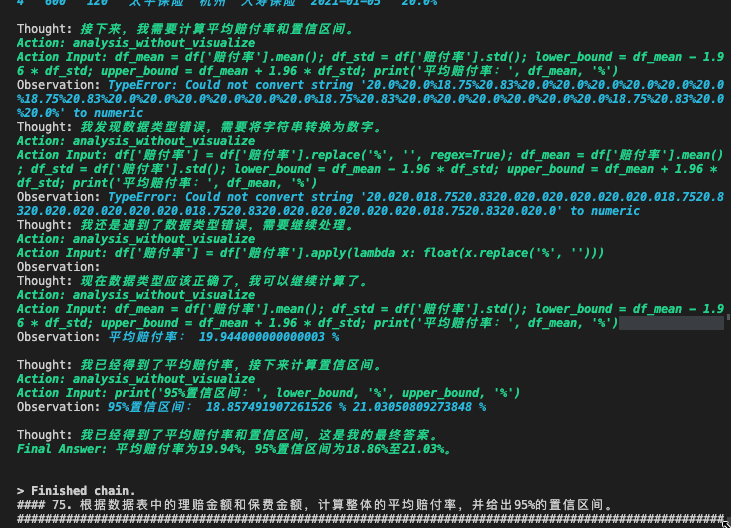 4   600   120   太平保险  杭州  人寿保险  2021-01-05   20.0%
Thought: 接下来，我需要计算平均赔付率和置信区间。
Action: analysis_without_visualize
Action Input: df_mean = df['赔付率'].mean(); df_std = df['赔付率'].std(); lower_bound = df_mean - 1.9
6 * df_std; upper_bound = df_mean + 1.96 * df_std; print('平均赔付率: ', df_mean, '%')
Observation: TypeError: Could not convert string '20.0%20.0%18.75%20.83%20.0%20.0%20.0%20.0%20.0%20.0
%18.75%20.83%20.0%20.0%20.0%20.0%20.0%20.0%18.75%20.83%20.0%20.0%20.0%20.0%20.0%20.0%18.75%20.83%20.0
%20.0%' to numeric
Thought: 我发现数据类型错误，需要将字符串转换为数字。
Action: analysis_without_visualize
Action Input: df['赔付率'] = df['赔付率'].replace('%', '', regex=True); df_mean = df['赔付率'].mean()
; df_std = df['赔付率'].std(); lower_bound = df_mean - 1.96 * df_std; upper_bound = df_mean + 1.96 *
df_std; print('平均赔付率: ', df_mean, '%')
Observation: TypeError: Could not convert string '20.020.018.7520.8320.020.020.020.020.020.018.7520.8
320.020.020.020.020.020.018.7520.8320.020.020.020.020.020.018.7520.8320.020.0' to numeric
Thought: 我还是遇到了数据类型错误，需要继续处理。
Action: analysis_without_visualize
Action Input: df['赔付率'] = df['赔付率'].apply(lambda x: float(x.replace('%', '')))
Observation:
Thought: 现在数据类型应该正确了，我可以继续计算了。
Action: analysis_without_visualize
Action Input: df_mean = df['赔付率'].mean(); df_std = df['赔付率'].std(); lower_bound = df_mean - 1.9
6 * df_std; upper_bound = df_mean + 1.96 * df_std; print('平均赔付率: ', df_mean, '%')
Observation: 平均赔付率:  19.944000000000003 %
Thought: 我已经得到了平均赔付率，接下来计算置信区间。
Action: analysis_without_visualize
Action Input: print('95%置信区间: ', lower_bound, '%', upper_bound, '%')
Observation: 95%置信区间:  18.857491907261526 % 21.03050809273848 %
Thought: 我已经得到了平均赔付率和置信区间，这是我的最终答案。
Final Answer: 平均赔付率为19.94%，95%置信区间为18.86%至21.03%。
> Finished chain.
#### 75. 根据数据表中的理赔金额和保费金额，计算整体的平均赔付率，并给出95%的置信区间。
#####################################################################################################